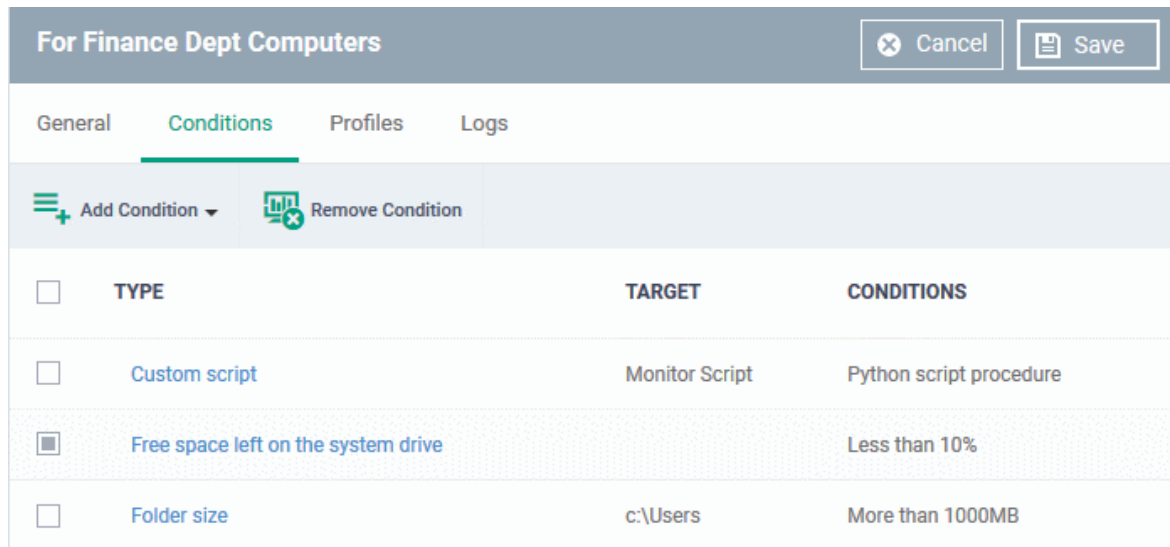 For Finance Dept Computers Cancel Save
General Conditions Profiles Logs
Add Condition Remove Condition
TYPE TARGET CONDITIONS
Custom script Monitor Script Python script procedure
Free space left on the system drive Less than 10%
Folder size c:\Users More than 1000MB